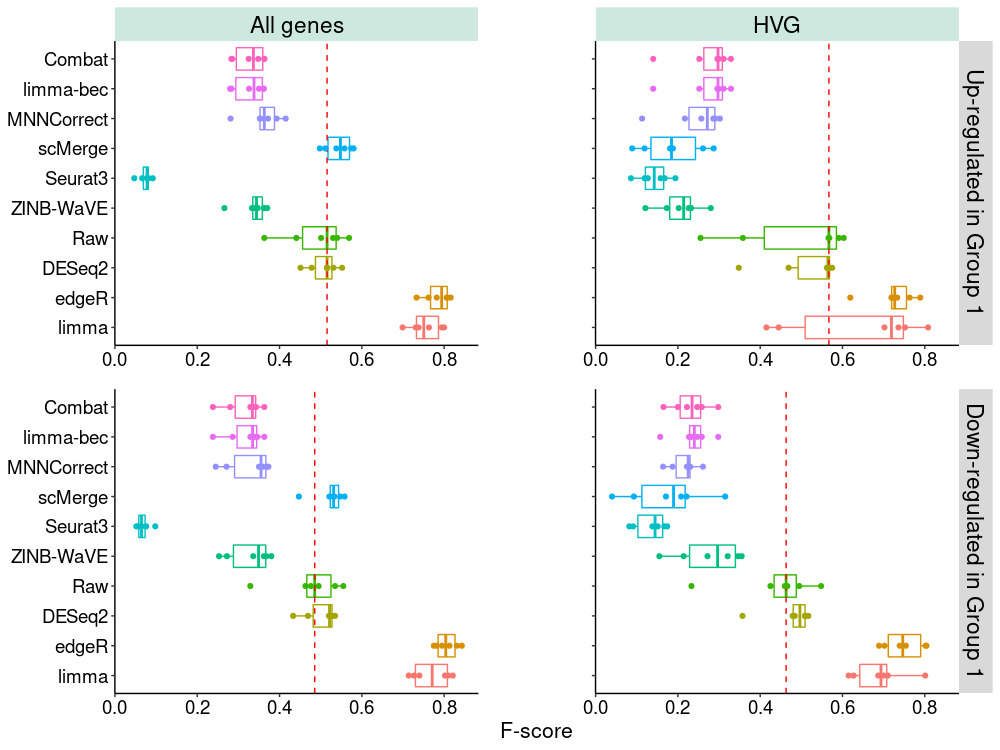 All genes
HVG
Combat
limma-bec
MNNCorrect
scMerge
Seurat3
ZINB-WaVE
Raw
DESeq2
edgeR
limma
0.0 0.2 0.4 0.6 0.8
0.0 0.2 0.4 0.6 0.8
Up-regulated in Group 1
Combat
limma-bec
MNNCorrect
scMerge
Seurat3
ZINB-WaVE
Raw
DESeq2
edgeR
limma
0.0 0.2 0.4 0.6 0.8
0.0 0.2 0.4 0.6 0.8
Down-regulated in Group 1
F-score